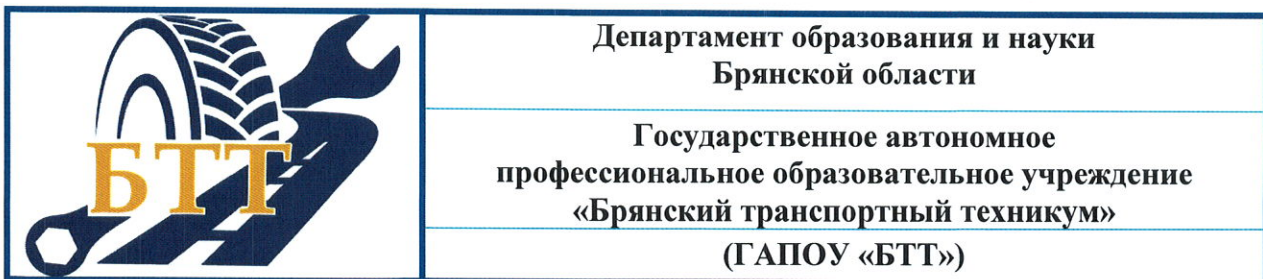 БТТ
Департамент образования и науки
Брянской области
Государственное автономное
профессиональное образовательное учреждение
«Брянский транспортный техникум»
(ГАПОУ «БТТ»)